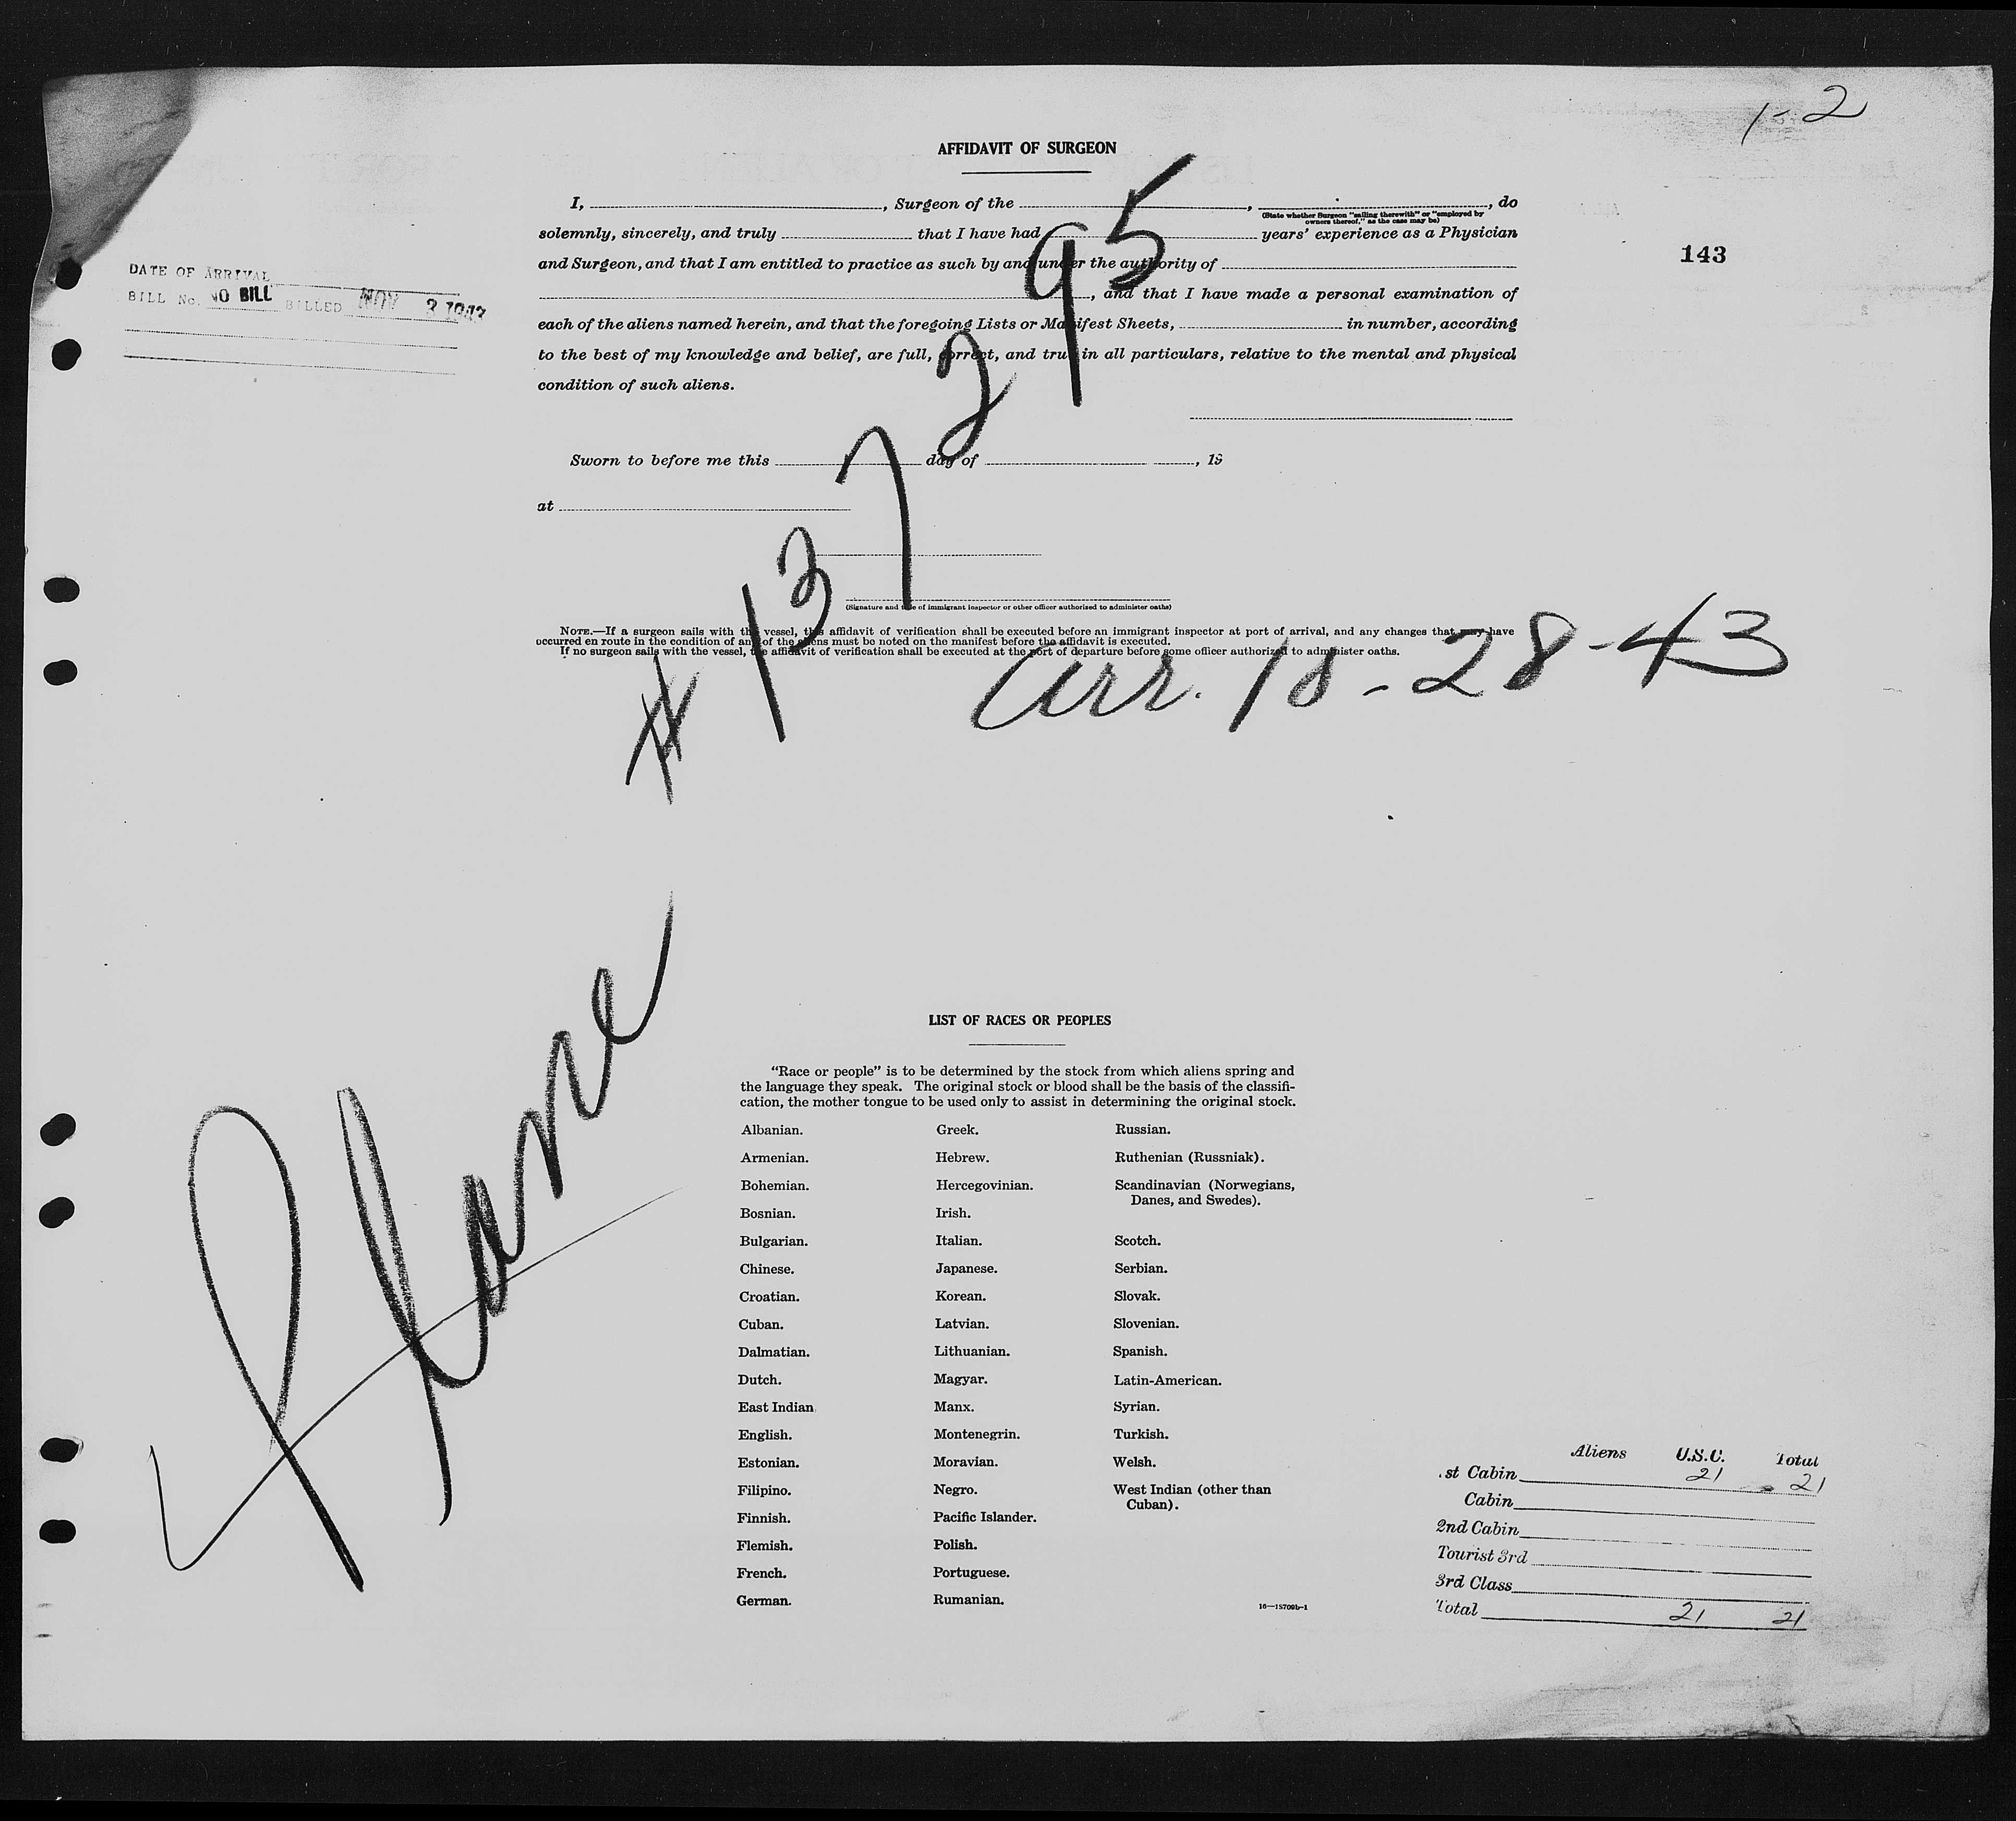 1-2
AFFIDAVIT OF SURGEON
I, , Surgeon of the , , do
(State whether Surgeon "sailing therewith" or "employed by
owners thereof," as the case may be)
solemnly, sincerely, and truly that I have had years' experience as a Physician
and Surgeon, and that I am entitled to practice as such by and under the authority of
, and that I have made a personal examination of
each of the aliens named herein, and that the foregoing Lists or Manifest Sheets, in number, according
to the best of my knowledge and belief, are full, correct, and true in all particulars, relative to the mental and physical
condition of such aliens.
143
DATE OF ARRIVAL
BILL No. NO BILL BILLED NOV 3 1943
Sworn to before me this day of , 19
at
(Signature and title of immigrant inspector or other officer authorized to administer oaths)
NOTE.—If a surgeon sails with the vessel, this affidavit of verification shall be executed before an immigrant inspector at port of arrival, and any changes that may have
occurred en route in the condition of any of the aliens must be noted on the manifest before the affidavit is executed.
If no surgeon sails with the vessel, the affidavit of verification shall be executed at the port of departure before some officer authorized to administer oaths.
Plane # 137295
arr. 10-28-43
LIST OF RACES OR PEOPLES
"Race or people" is to be determined by the stock from which aliens spring and
the language they speak. The original stock or blood shall be the basis of the classifi-
cation, the mother tongue to be used only to assist in determining the original stock.
Albanian.
Armenian.
Bohemian.
Bosnian.
Bulgarian.
Chinese.
Croatian.
Cuban.
Dalmatian.
Dutch.
East Indian
English.
Estonian.
Filipino.
Finnish.
Flemish.
French.
German.
Greek.
Hebrew.
Hercegovinian.
Irish.
Italian.
Japanese.
Korean.
Latvian.
Lithuanian.
Magyar.
Manx.
Montenegrin.
Moravian.
Negro.
Pacific Islander.
Polish.
Portuguese.
Rumanian.
Russian.
Ruthenian (Russniak).
Scandinavian (Norwegians,
Danes, and Swedes).
Scotch.
Serbian.
Slovak.
Slovenian.
Spanish.
Latin-American.
Syrian.
Turkish.
Welsh.
West Indian (other than
Cuban).
16—18709b-1
Aliens U.S.C. Total
st Cabin 21 21
Cabin
2nd Cabin
Tourist 3rd
3rd Class
Total 21 21